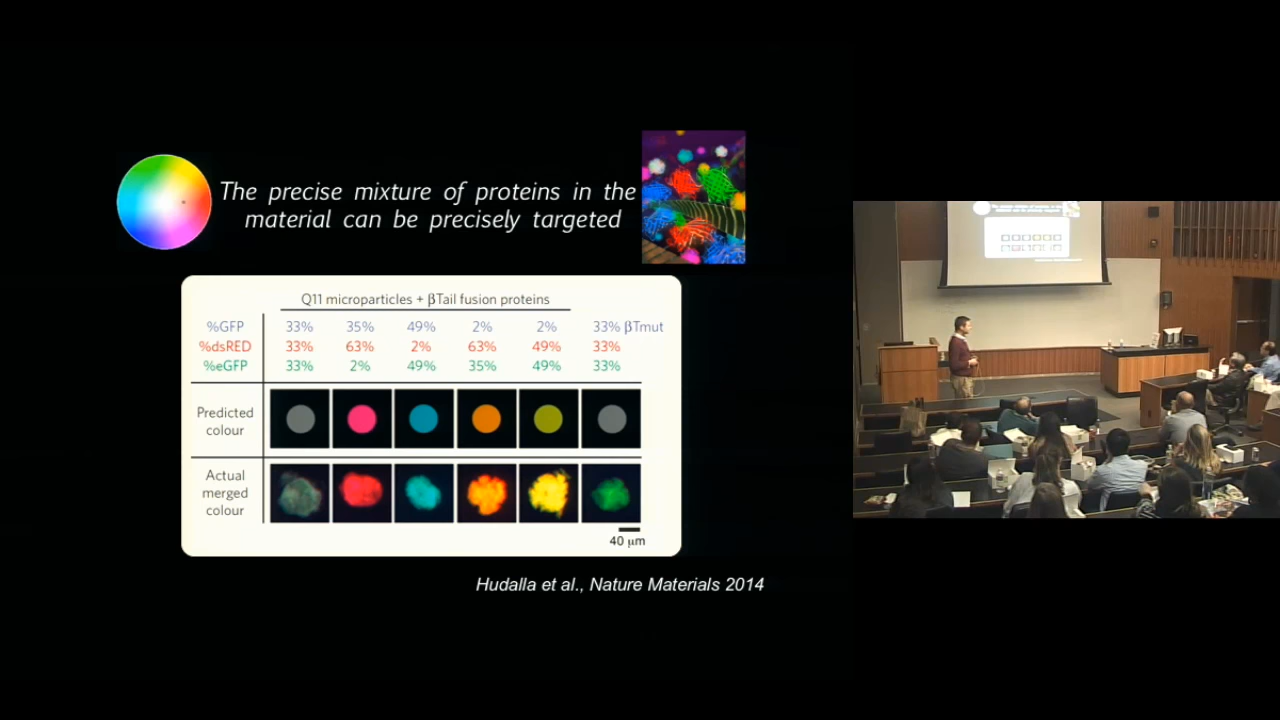 The precise mixture of proteins in the
material can be precisely targeted
Q11 microparticles + βTail fusion proteins
%GFP 33% 35% 49% 2% 2% 33% βTmut
%dsRED 33% 63% 2% 63% 49% 33%
%eGFP 33% 2% 49% 35% 49% 33%
Predicted
colour
Actual
merged
colour
40 μm
Hudalla et al., Nature Materials 2014